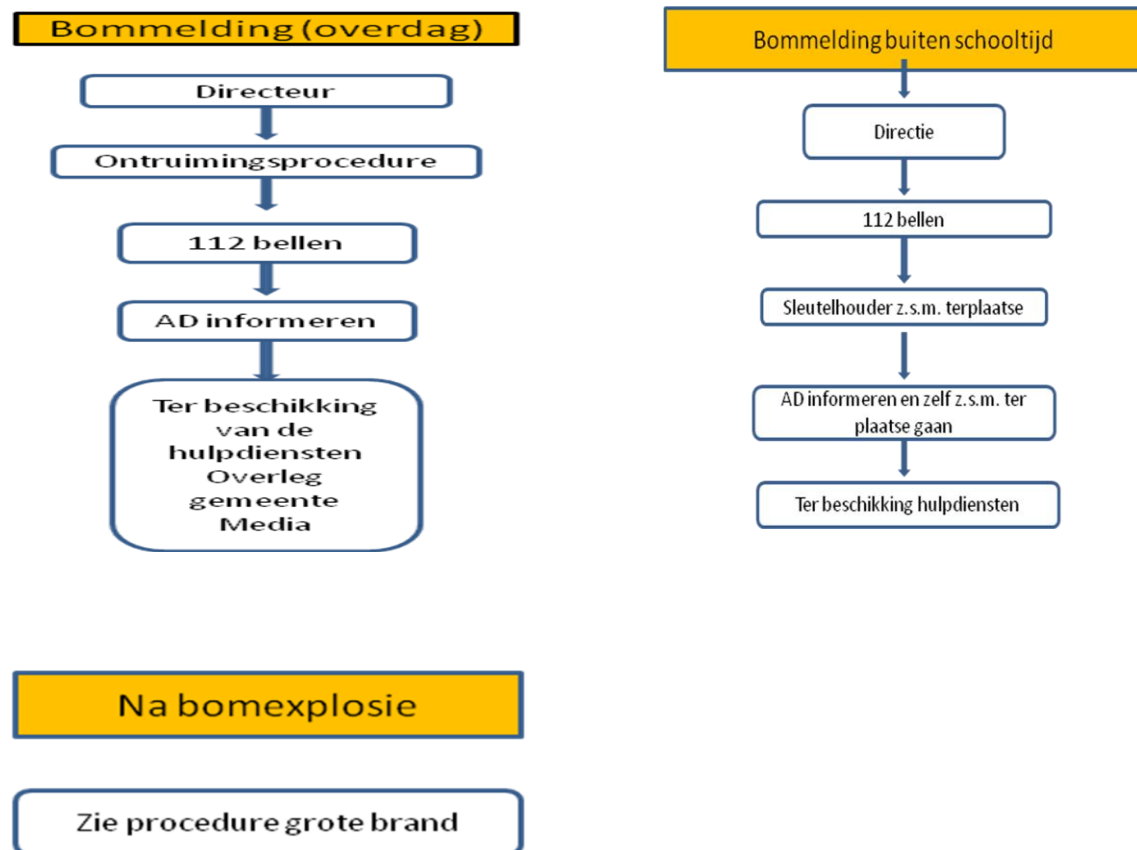 Bommelding (overdag)
Directeur
Ontruimingsprocedure
112 bellen
AD informeren
Ter beschikking
van de
hulpdiensten
Overleg
gemeente
Media
Bommelding buiten schooltijd
Directie
112 bellen
Sleutelhouder z.s.m. terplaatse
AD informeren en zelf z.s.m. ter
plaatse gaan
Ter beschikking hulpdiensten
Na bomexplosie
Zie procedure grote brand